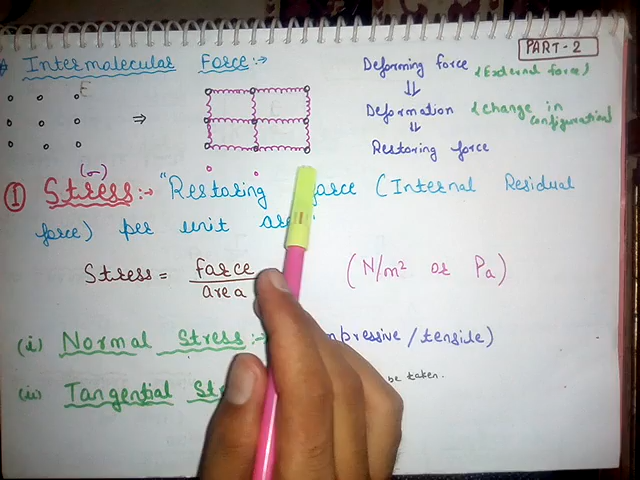 PART-2
Intermolecular Force:→
E
Deforming force (External force)
⇓
⇒
Deformation (change in configuration)
⇓
Restoring force
(σ)
① Stress:→ "Restoring force (Internal Residual
force) per unit area"
Stress = force/area (N/m² or Pa)
(i) Normal Stress:→ /tensile)
(ii) Tangential be taken.